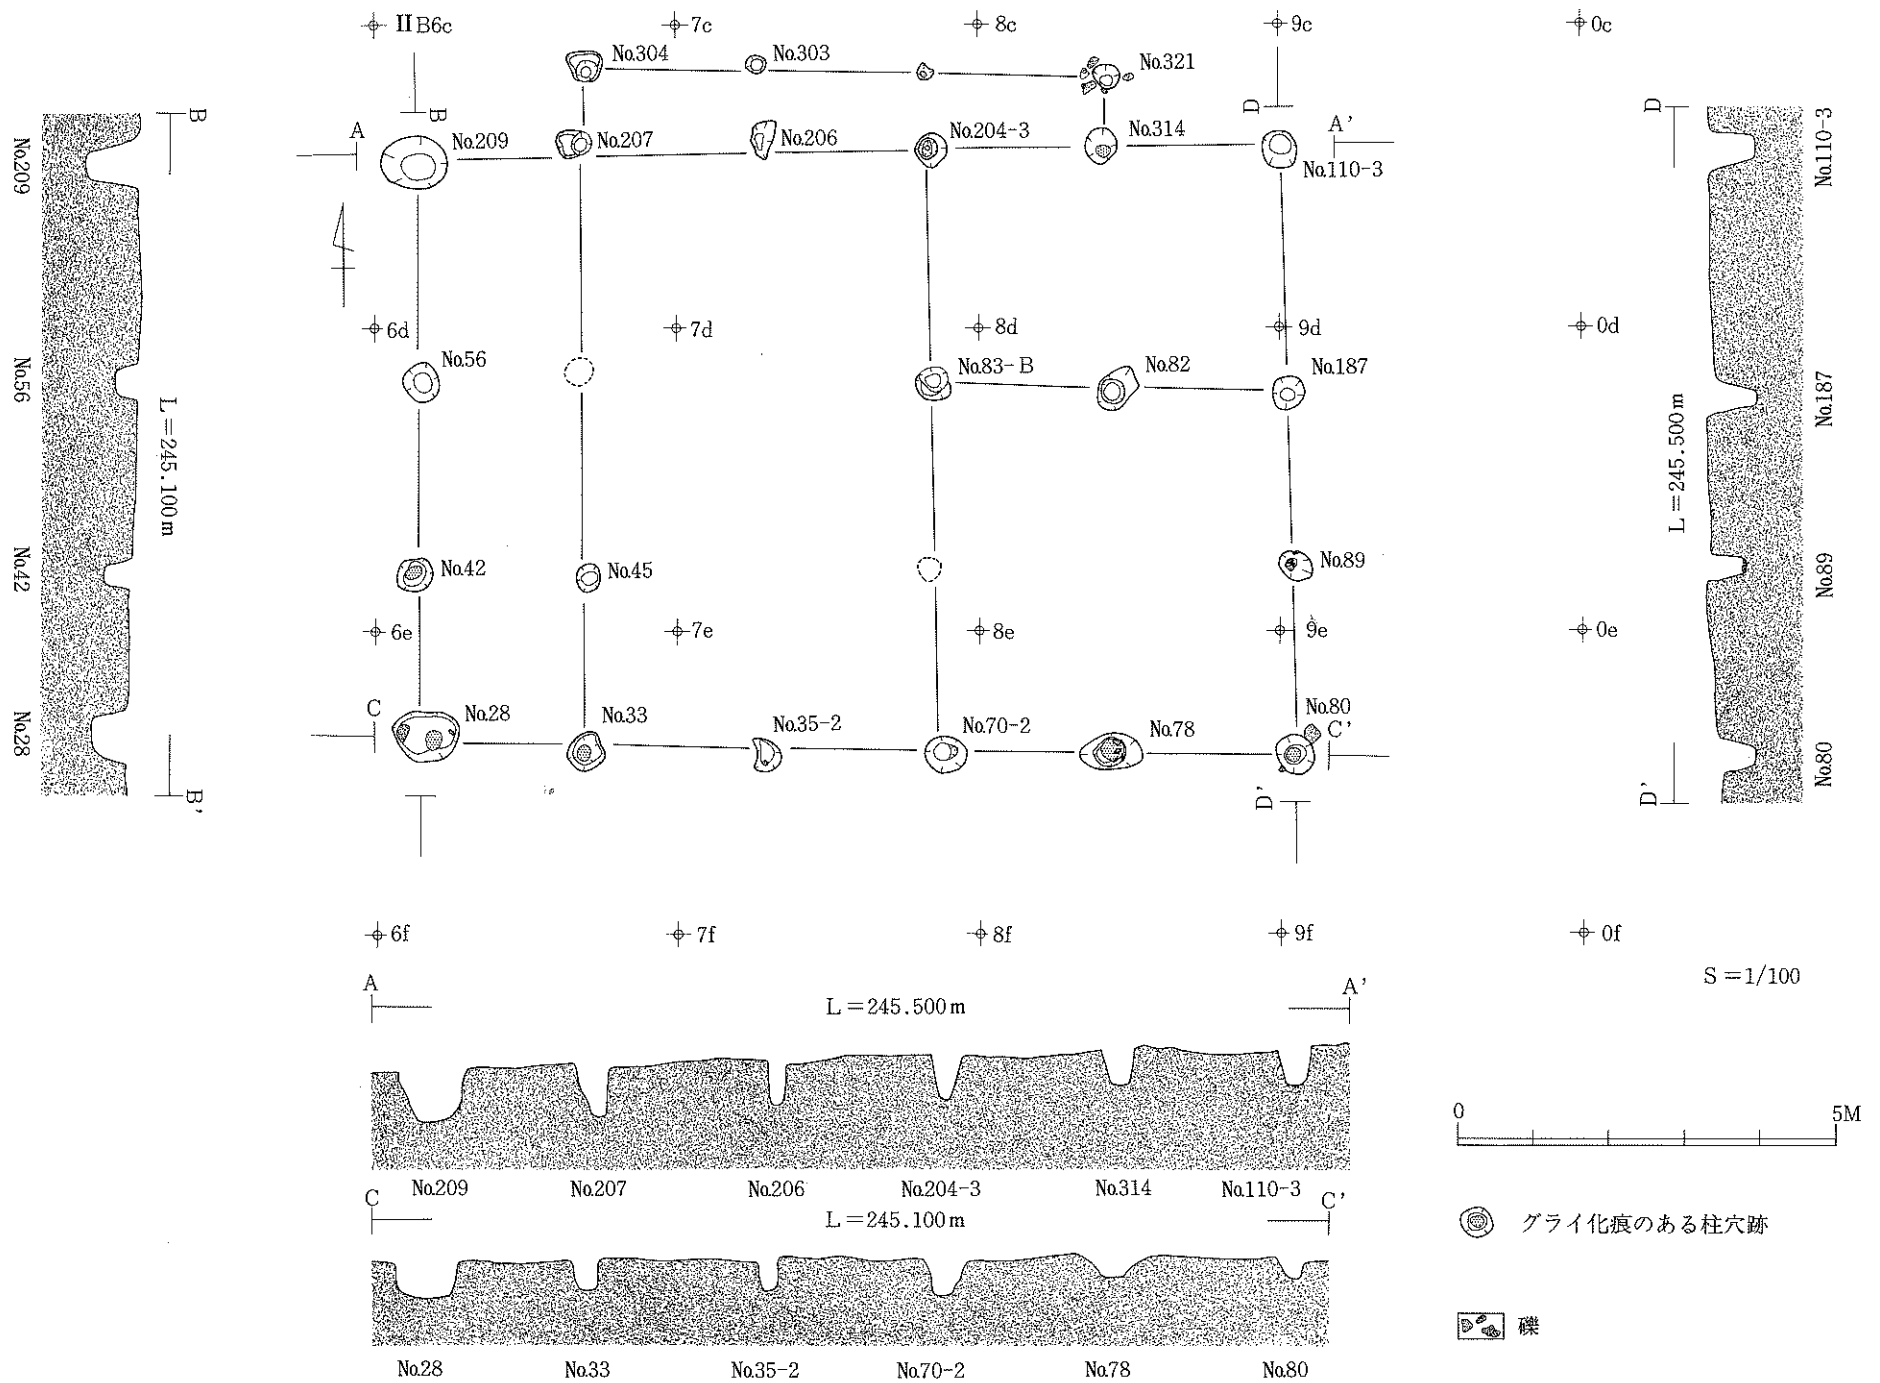 ⅡB6c 7c 8c 9c 0c
No.304 No.303 No.321
B B D D
A No.209 No.207 No.206 No.204-3 No.314 A'
No.110-3
No.209
No.110-3
6d 7d 8d 9d 0d
No.56 No.83-B No.82 No.187
No.56
No.187
L=245.100m
L=245.500m
No.42 No.45 No.89
No.42
No.89
6e 7e 8e 9e 0e
C No.28 No.33 No.35-2 No.70-2 No.78 No.80 C'
No.28
No.80
B' D' D'
6f 7f 8f 9f 0f
S=1/100
A L=245.500m A'
0 5M
No.209 No.207 No.206 No.204-3 No.314 No.110-3
C L=245.100m C'
グライ化痕のある柱穴跡
礫
No.28 No.33 No.35-2 No.70-2 No.78 No.80